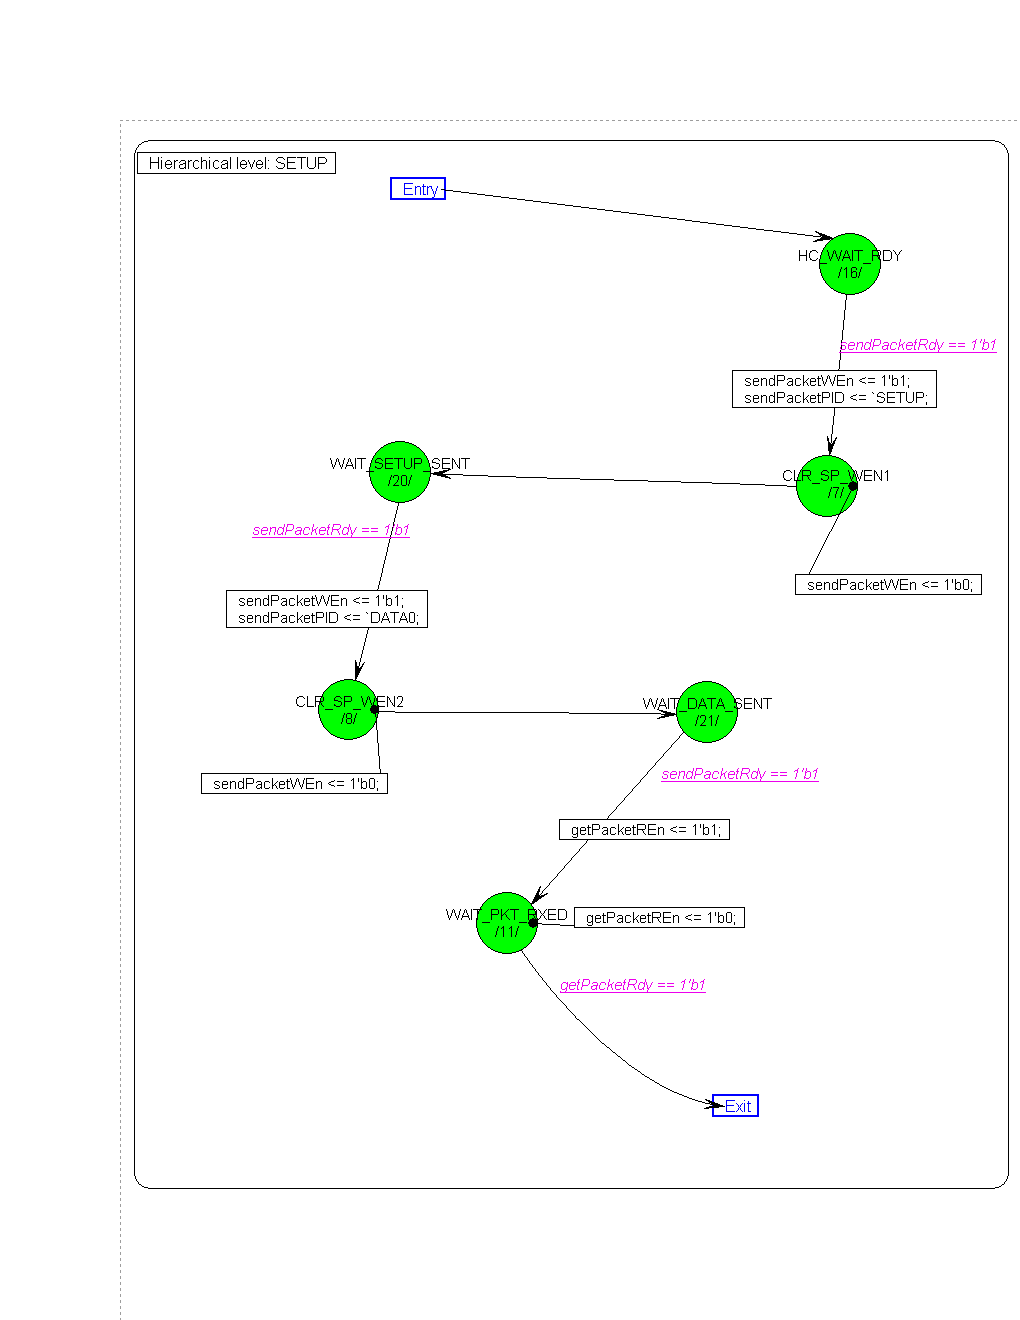 Hierarchical level: SETUP
Entry
HC_WAIT_RDY
/16/
sendPacketRdy == 1'b1
sendPacketWEn <= 1'b1;
sendPacketPID <= `SETUP;
WAIT_SETUP_SENT
/20/
CLR_SP_WEN1
/7/
sendPacketRdy == 1'b1
sendPacketWEn <= 1'b0;
sendPacketWEn <= 1'b1;
sendPacketPID <= `DATA0;
CLR_SP_WEN2
/8/
WAIT_DATA_SENT
/21/
sendPacketWEn <= 1'b0;
sendPacketRdy == 1'b1
getPacketREn <= 1'b1;
WAIT_PKT_RXED
/11/
getPacketREn <= 1'b0;
getPacketRdy == 1'b1
Exit